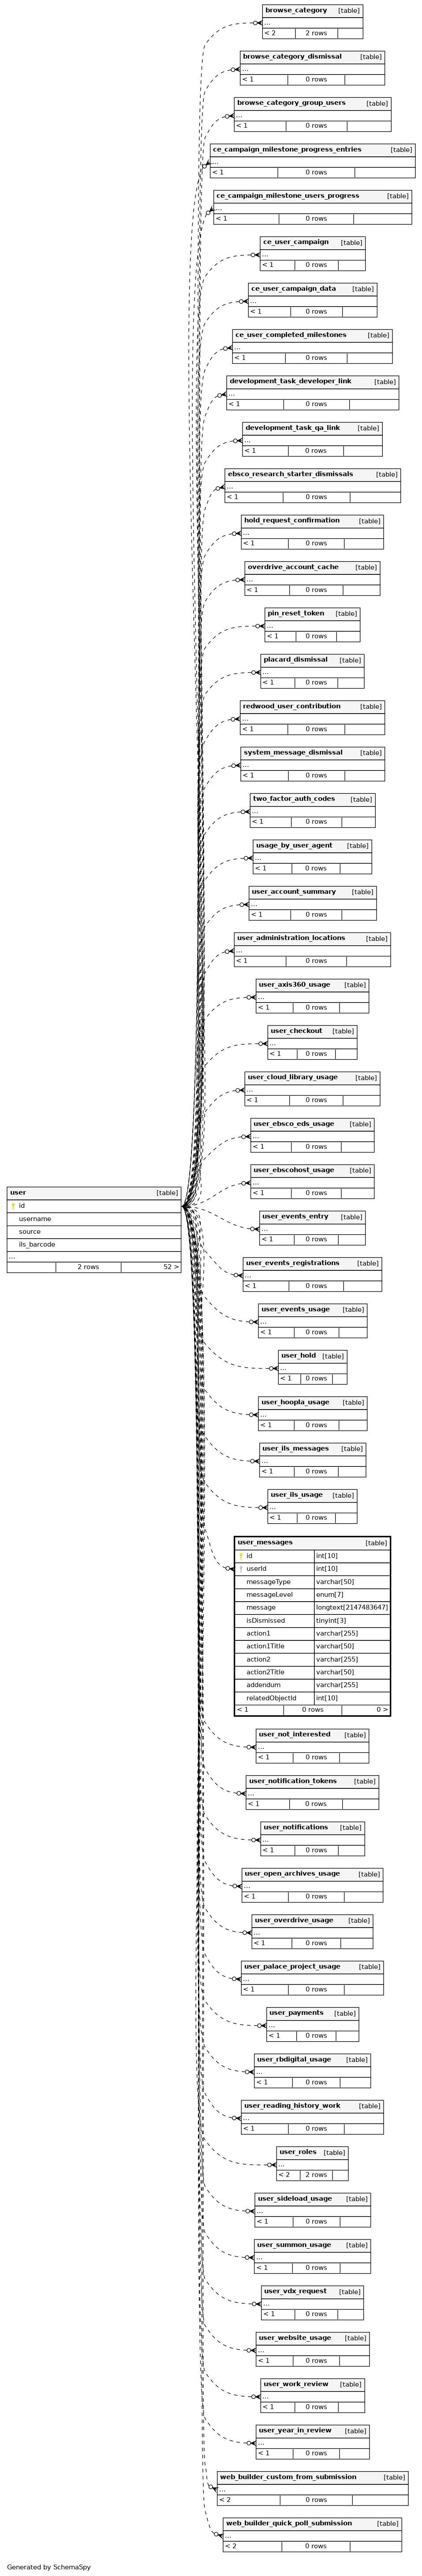 browse_category [table]
...
< 2 2 rows
browse_category_dismissal [table]
...
< 1 0 rows
browse_category_group_users [table]
...
< 1 0 rows
ce_campaign_milestone_progress_entries [table]
...
< 1 0 rows
ce_campaign_milestone_users_progress [table]
...
< 1 0 rows
ce_user_campaign [table]
...
< 1 0 rows
ce_user_campaign_data [table]
...
< 1 0 rows
ce_user_completed_milestones [table]
...
< 1 0 rows
development_task_developer_link [table]
...
< 1 0 rows
development_task_qa_link [table]
...
< 1 0 rows
ebsco_research_starter_dismissals [table]
...
< 1 0 rows
hold_request_confirmation [table]
...
< 1 0 rows
overdrive_account_cache [table]
...
< 1 0 rows
pin_reset_token [table]
...
< 1 0 rows
placard_dismissal [table]
...
< 1 0 rows
redwood_user_contribution [table]
...
< 1 0 rows
system_message_dismissal [table]
...
< 1 0 rows
two_factor_auth_codes [table]
...
< 1 0 rows
usage_by_user_agent [table]
...
< 1 0 rows
user_account_summary [table]
...
< 1 0 rows
user_administration_locations [table]
...
< 1 0 rows
user_axis360_usage [table]
...
< 1 0 rows
user_checkout [table]
...
< 1 0 rows
user_cloud_library_usage [table]
...
< 1 0 rows
user_ebsco_eds_usage [table]
...
< 1 0 rows
user_ebscohost_usage [table]
...
< 1 0 rows
user [table]
id
username
source
ils_barcode
...
2 rows 52 >
user_events_entry [table]
...
< 1 0 rows
user_events_registrations [table]
...
< 1 0 rows
user_events_usage [table]
...
< 1 0 rows
user_hold [table]
...
< 1 0 rows
user_hoopla_usage [table]
...
< 1 0 rows
user_ils_messages [table]
...
< 1 0 rows
user_ils_usage [table]
...
< 1 0 rows
user_messages [table]
id int[10]
userId int[10]
messageType varchar[50]
messageLevel enum[7]
message longtext[2147483647]
isDismissed tinyint[3]
action1 varchar[255]
action1Title varchar[50]
action2 varchar[255]
action2Title varchar[50]
addendum varchar[255]
relatedObjectId int[10]
< 1 0 rows 0 >
user_not_interested [table]
...
< 1 0 rows
user_notification_tokens [table]
...
< 1 0 rows
user_notifications [table]
...
< 1 0 rows
user_open_archives_usage [table]
...
< 1 0 rows
user_overdrive_usage [table]
...
< 1 0 rows
user_palace_project_usage [table]
...
< 1 0 rows
user_payments [table]
...
< 1 0 rows
user_rbdigital_usage [table]
...
< 1 0 rows
user_reading_history_work [table]
...
< 1 0 rows
user_roles [table]
...
< 2 2 rows
user_sideload_usage [table]
...
< 1 0 rows
user_summon_usage [table]
...
< 1 0 rows
user_vdx_request [table]
...
< 1 0 rows
user_website_usage [table]
...
< 1 0 rows
user_work_review [table]
...
< 1 0 rows
user_year_in_review [table]
...
< 1 0 rows
web_builder_custom_from_submission [table]
...
< 2 0 rows
web_builder_quick_poll_submission [table]
...
< 2 0 rows
Generated by SchemaSpy